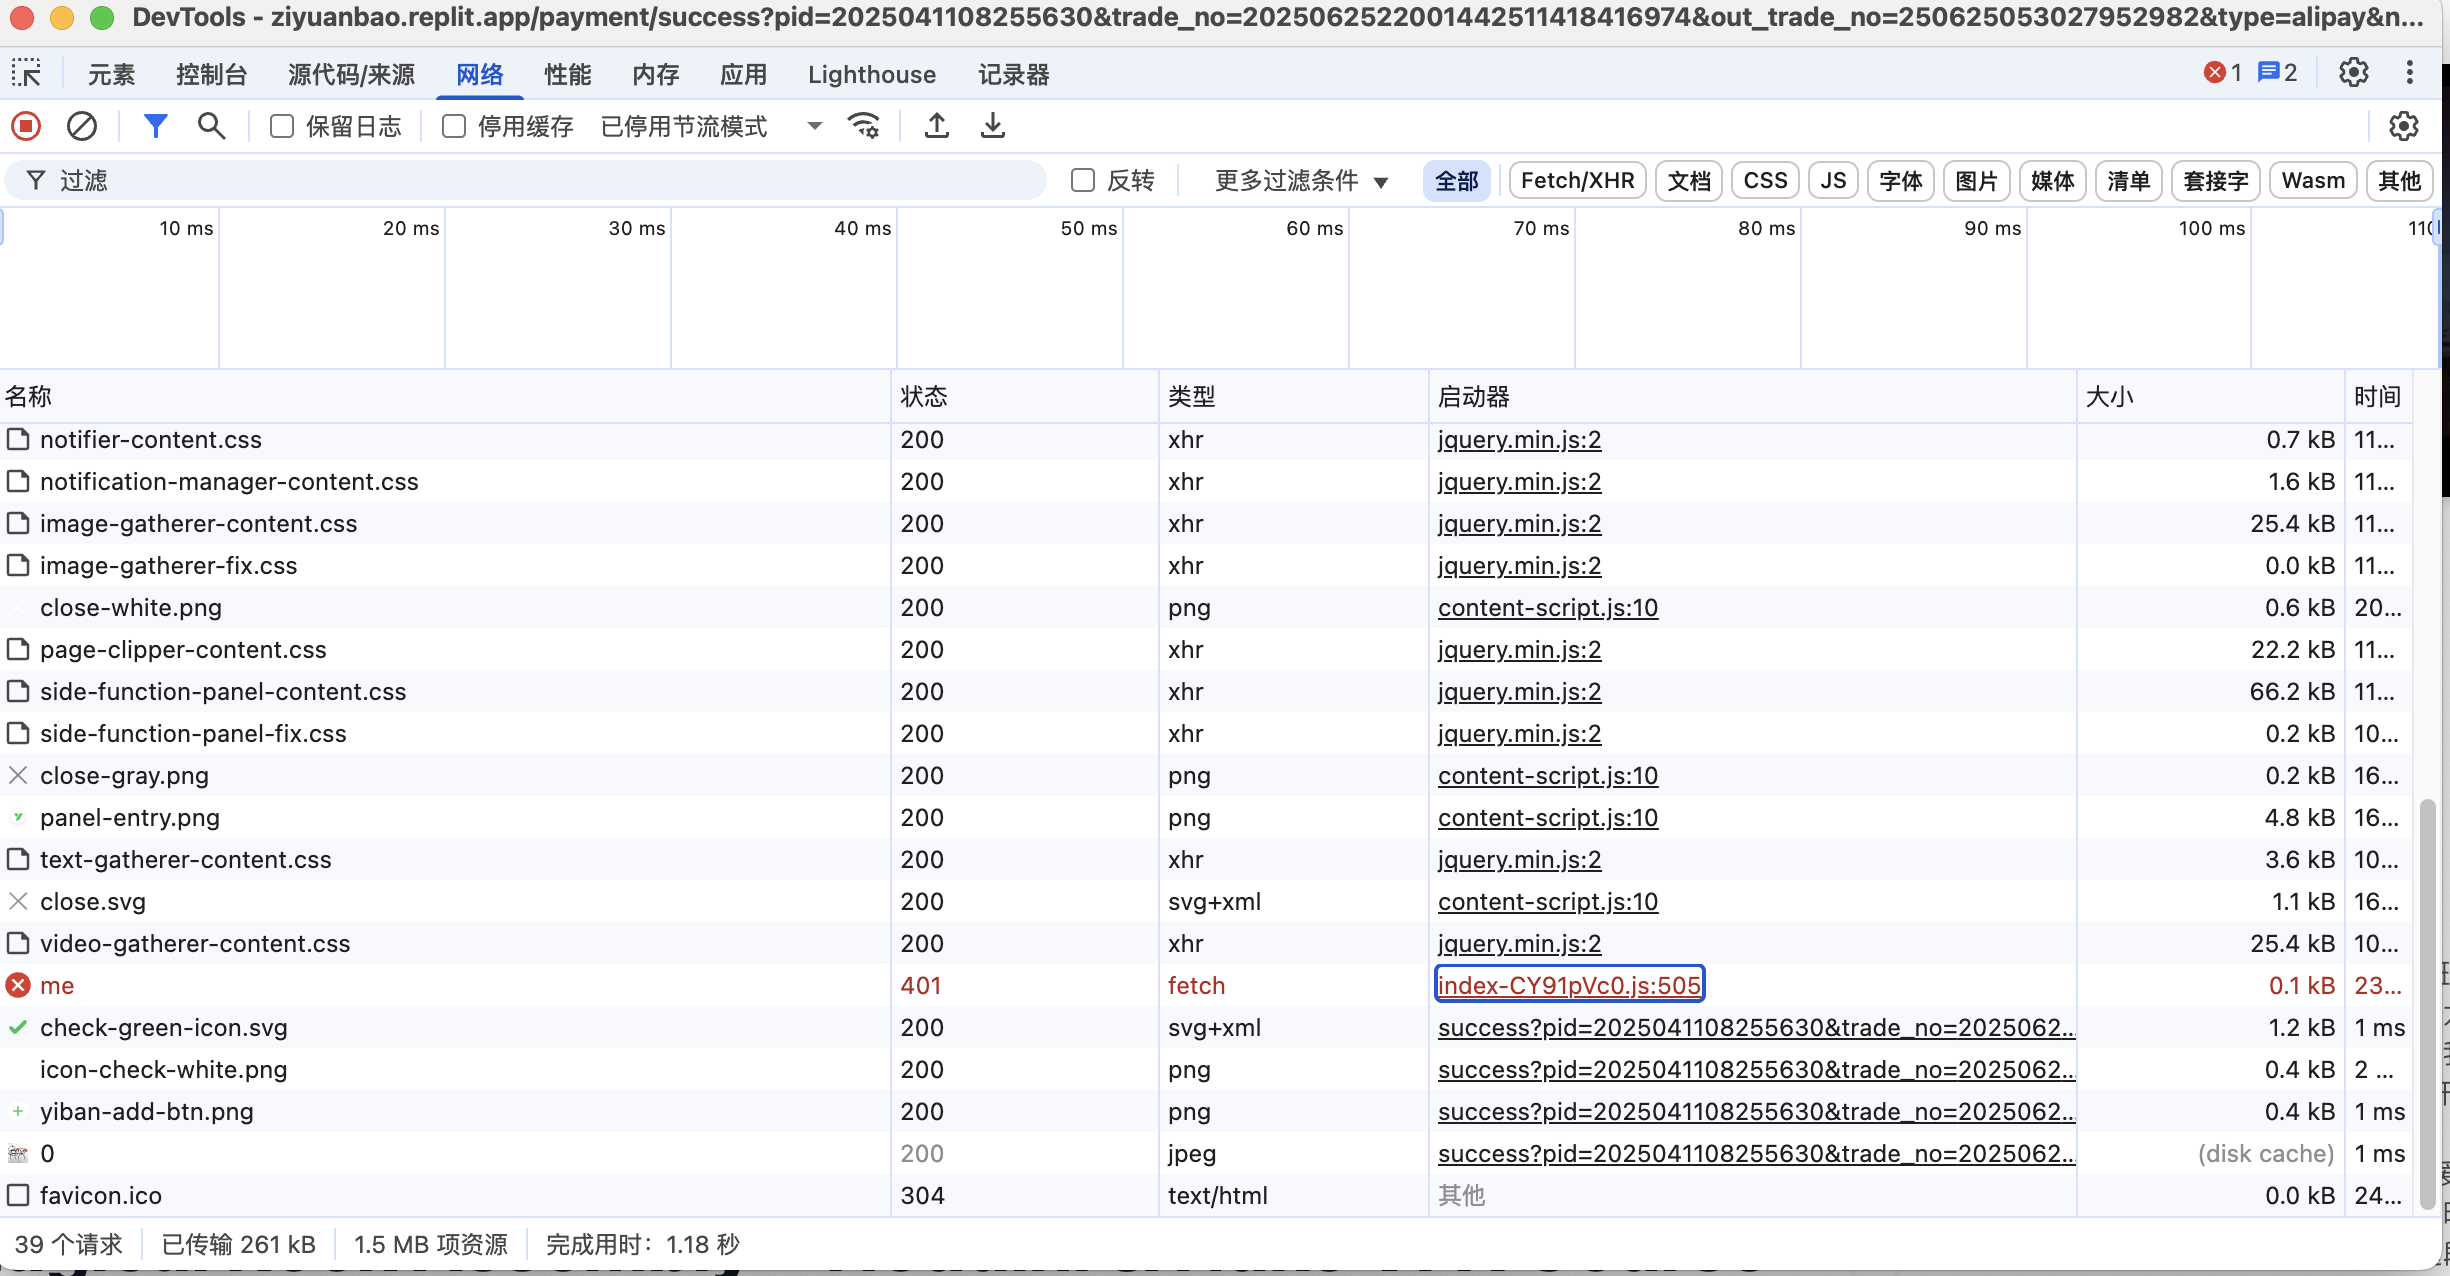 DevTools - ziyuanbao.replit.app/payment/success?pid=2025041108255630&trade_no=2025062522001442511418416974&out_trade_no=250625053027952982&type=alipay&n...
元素 控制台 源代码/来源 网络 性能 内存 应用 Lighthouse 记录器 1 2
保留日志 停用缓存 已停用节流模式
过滤 反转 更多过滤条件 全部 Fetch/XHR 文档 CSS JS 字体 图片 媒体 清单 套接字 Wasm 其他
10 ms 20 ms 30 ms 40 ms 50 ms 60 ms 70 ms 80 ms 90 ms 100 ms 110
名称 状态 类型 启动器 大小 时间
notifier-content.css 200 xhr jquery.min.js:2 0.7 kB 11...
notification-manager-content.css 200 xhr jquery.min.js:2 1.6 kB 11...
image-gatherer-content.css 200 xhr jquery.min.js:2 25.4 kB 11...
image-gatherer-fix.css 200 xhr jquery.min.js:2 0.0 kB 11...
close-white.png 200 png content-script.js:10 0.6 kB 20...
page-clipper-content.css 200 xhr jquery.min.js:2 22.2 kB 11...
side-function-panel-content.css 200 xhr jquery.min.js:2 66.2 kB 11...
side-function-panel-fix.css 200 xhr jquery.min.js:2 0.2 kB 10...
close-gray.png 200 png content-script.js:10 0.2 kB 16...
panel-entry.png 200 png content-script.js:10 4.8 kB 16...
text-gatherer-content.css 200 xhr jquery.min.js:2 3.6 kB 10...
close.svg 200 svg+xml content-script.js:10 1.1 kB 16...
video-gatherer-content.css 200 xhr jquery.min.js:2 25.4 kB 10...
me 401 fetch index-CY91pVc0.js:505 0.1 kB 23...
check-green-icon.svg 200 svg+xml success?pid=2025041108255630&trade_no=2025062... 1.2 kB 1 ms
icon-check-white.png 200 png success?pid=2025041108255630&trade_no=2025062... 0.4 kB 2 ...
yiban-add-btn.png 200 png success?pid=2025041108255630&trade_no=2025062... 0.4 kB 1 ms
0 200 jpeg success?pid=2025041108255630&trade_no=2025062... (disk cache) 1 ms
favicon.ico 304 text/html 其他 0.0 kB 24...
39 个请求 已传输 261 kB 1.5 MB 项资源 完成用时：1.18 秒